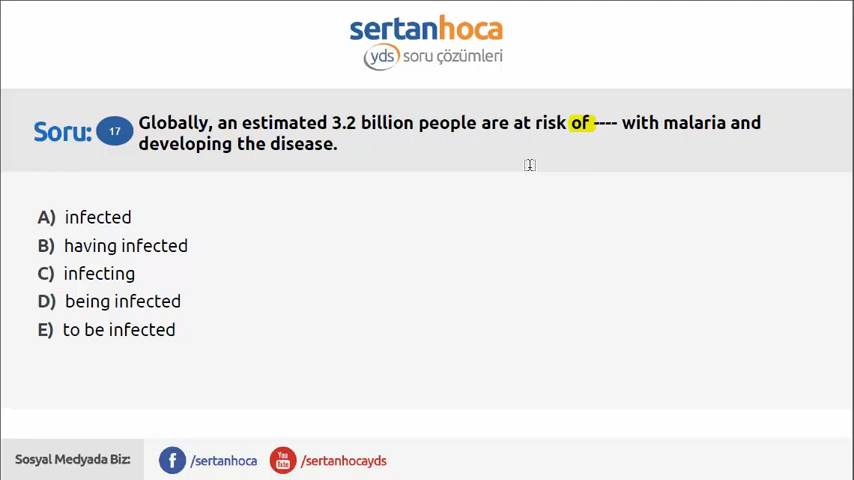 sertanhoca
yds soru çözümleri
Soru: 17
Globally, an estimated 3.2 billion people are at risk of ---- with malaria and
developing the disease.
A) infected
B) having infected
C) infecting
D) being infected
E) to be infected
Sosyal Medyada Biz: f /sertanhoca You Tube /sertanhocayds